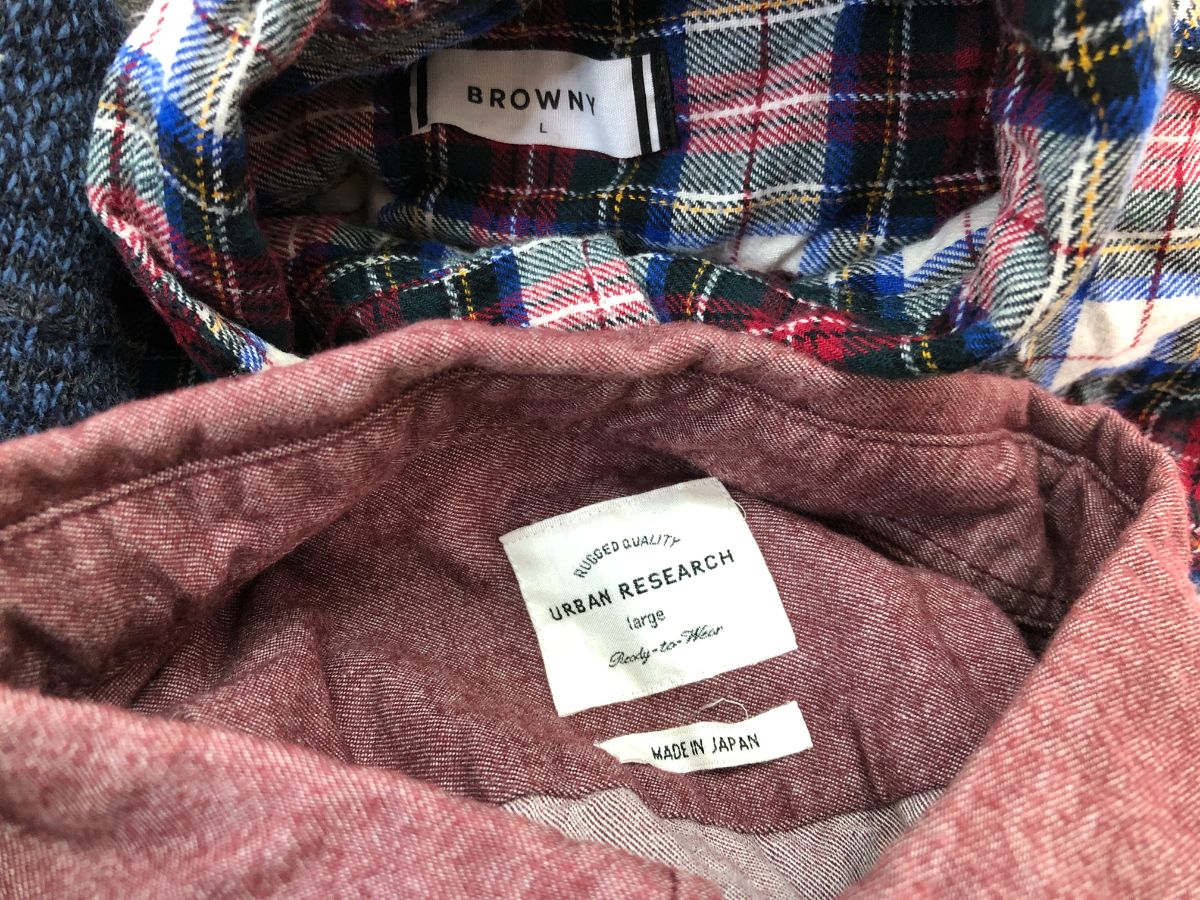 BROWNY
L
RUGGED QUALITY
URBAN RESEARCH
large
Ready-to-Wear
MADE IN JAPAN